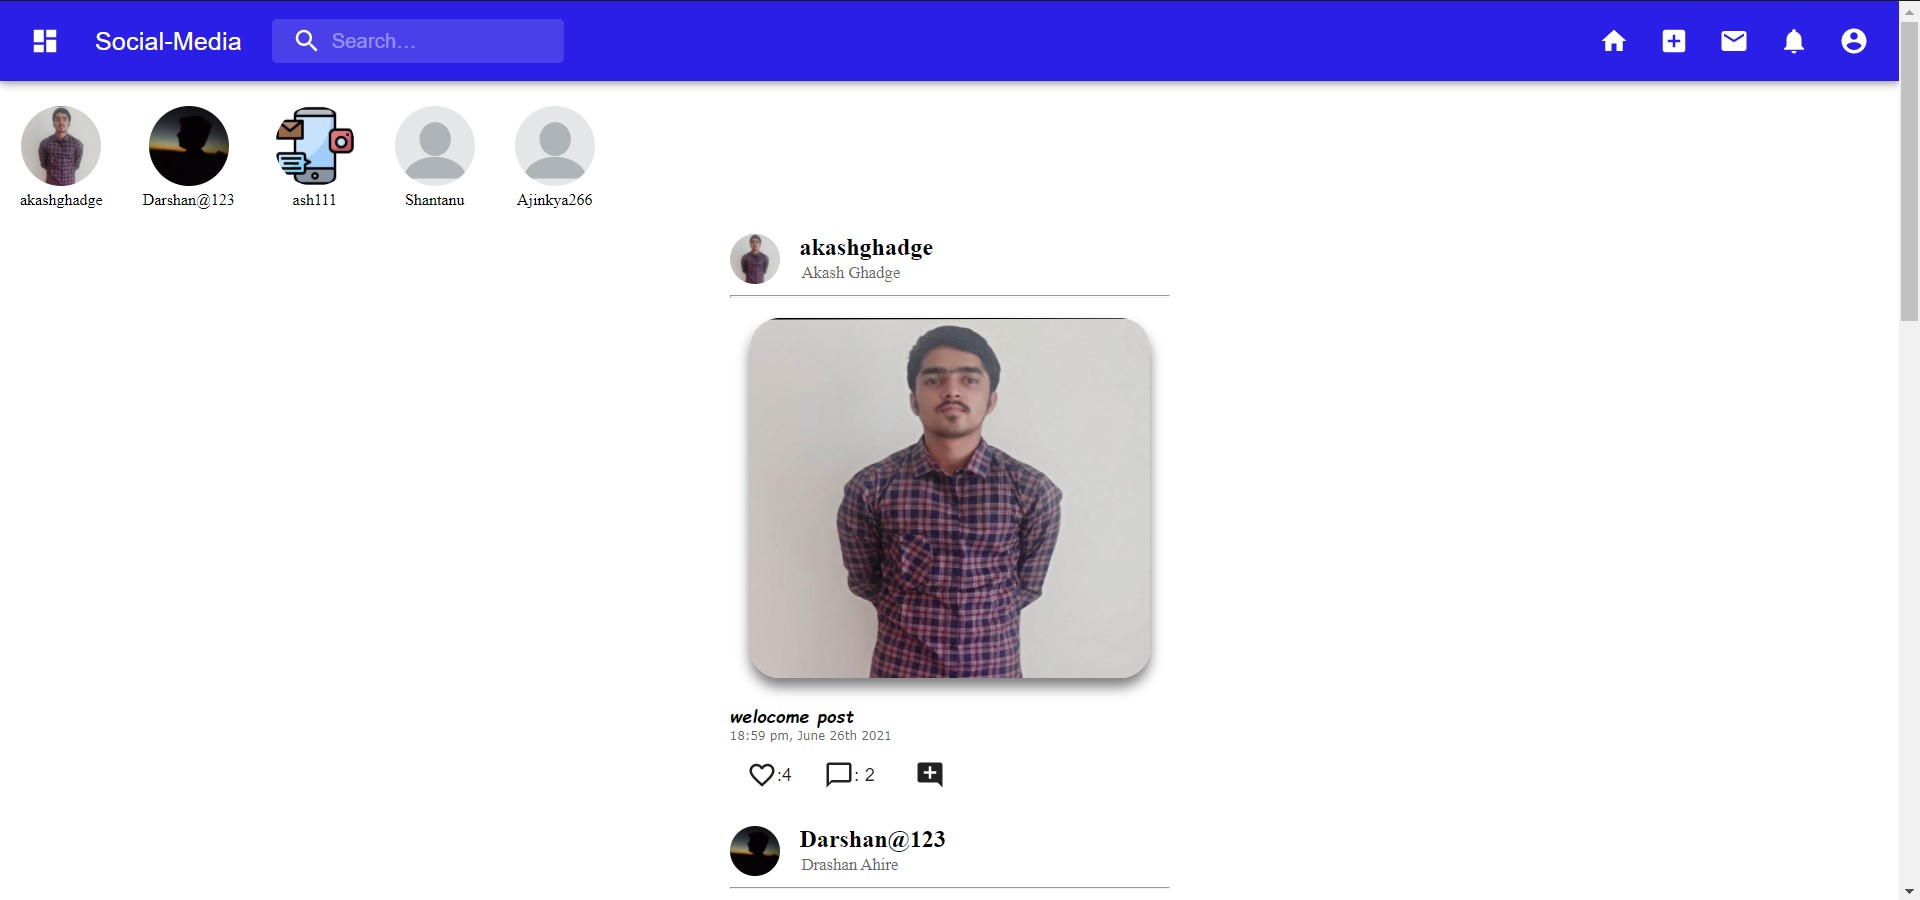 Social-Media
Search...
akashghadge
Darshan@123
ash111
Shantanu
Ajinkya266
akashghadge
Akash Ghadge
welocome post
18:59 pm, June 26th 2021
:4
: 2
Darshan@123
Drashan Ahire